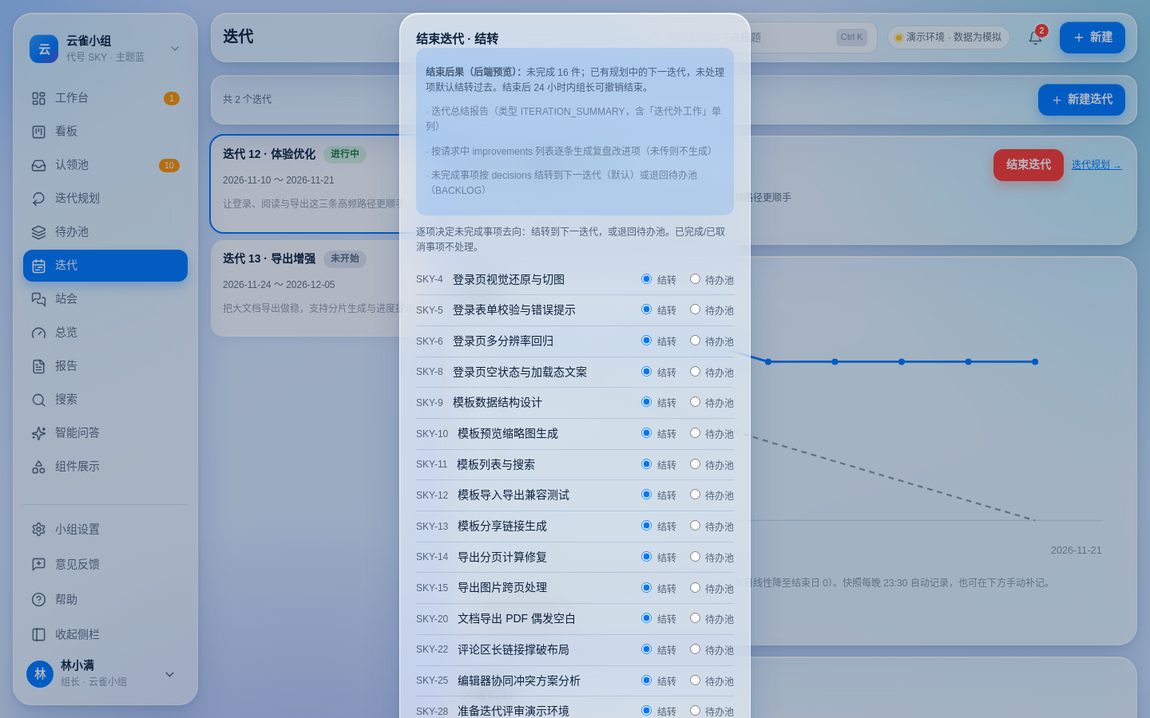 云
云雀小组
代号 SKY · 主题蓝
工作台
1
看板
认领池
10
迭代规划
待办池
迭代
站会
总览
报告
搜索
智能问答
组件展示
小组设置
意见反馈
帮助
收起侧栏
林
林小满
组长 · 云雀小组
迭代
Ctrl K
演示环境 · 数据为模拟
2
新建
共 2 个迭代
新建迭代
迭代 12 · 体验优化
进行中
2026-11-10 ～ 2026-11-21
让登录、阅读与导出这三条高频路径更顺手
迭代 13 · 导出增强
未开始
2026-11-24 ～ 2026-12-05
把大文档导出做稳，支持分片生成与进度
结束迭代
迭代规划 →
路径更顺手
2026-11-21
日线性降至结束日 0）。快照每晚 23:30 自动记录，也可在下方手动补记。
结束迭代 · 结转
结束后果（后端预览）：未完成 16 件；已有规划中的下一迭代，未处
理项默认结转过去。结束后 24 小时内组长可撤销结束。
· 迭代总结报告（类型 ITERATION_SUMMARY，含「迭代外工作」单
列）
· 按请求中 improvements 列表逐条生成复盘改进项（未传则不生成）
· 未完成事项按 decisions 结转到下一迭代（默认）或退回待办池
（BACKLOG）
逐项决定未完成事项去向：结转到下一迭代，或退回待办池。已完成/已取
消事项不处理。
SKY-4 登录页视觉还原与切图 结转 待办池
SKY-5 登录表单校验与错误提示 结转 待办池
SKY-6 登录页多分辨率回归 结转 待办池
SKY-8 登录页空状态与加载态文案 结转 待办池
SKY-9 模板数据结构设计 结转 待办池
SKY-10 模板预览缩略图生成 结转 待办池
SKY-11 模板列表与搜索 结转 待办池
SKY-12 模板导入导出兼容测试 结转 待办池
SKY-13 模板分享链接生成 结转 待办池
SKY-14 导出分页计算修复 结转 待办池
SKY-15 导出图片跨页处理 结转 待办池
SKY-20 文档导出 PDF 偶发空白 结转 待办池
SKY-22 评论区长链接撑破布局 结转 待办池
SKY-25 编辑器协同冲突方案分析 结转 待办池
SKY-28 准备迭代评审演示环境 结转 待办池